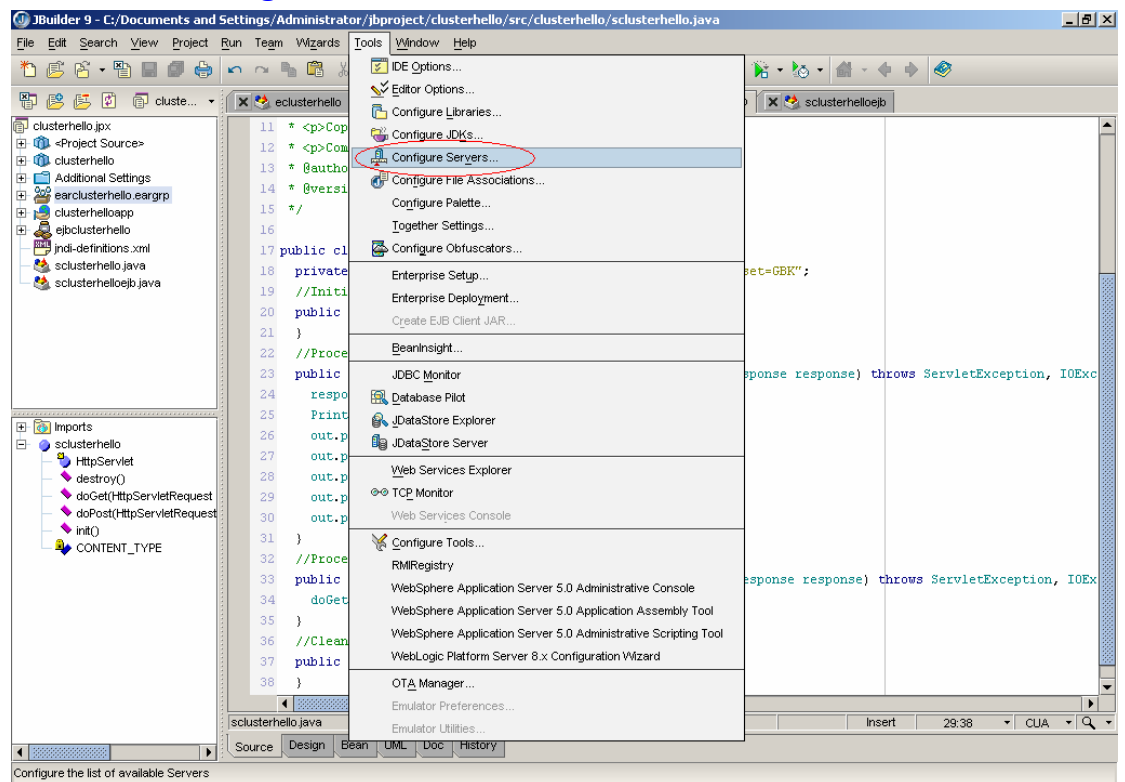 JBuilder 9 - C:/Documents and Settings/Administrator/jbproject/clusterhello/src/clusterhello/sclusterhello.java
File Edit Search View Project Run Team Wizards Tools Window Help
cluste...
eclusterhello
sclusterhelloejb
clusterhello.jpx
<Project Source>
clusterhello
Additional Settings
earclusterhello.eargrp
clusterhelloapp
ejbclusterhello
jndi-definitions.xml
sclusterhello.java
sclusterhelloejb.java
Imports
sclusterhello
HttpServlet
destroy()
doGet(HttpServletRequest
doPost(HttpServletRequest
init()
CONTENT_TYPE
11 * <p>Cop
12 * <p>Com
13 * @autho
14 * @versi
15 */
16
17 public cl
18 private set=GBK";
19 //Initi
20 public
21 }
22 //Proce
23 public sponse response) throws ServletException, IOExc
24 respo
25 Print
26 out.p
27 out.p
28 out.p
29 out.p
30 out.p
31 }
32 //Proce
33 public esponse response) throws ServletException, IOEx
34 doGet
35 }
36 //Clean
37 public
38 }
IDE Options...
Editor Options...
Configure Libraries...
Configure JDKs...
Configure Servers...
Configure File Associations...
Configure Palette...
Together Settings...
Configure Obfuscators...
Enterprise Setup...
Enterprise Deployment...
Create EJB Client JAR...
BeanInsight...
JDBC Monitor
Database Pilot
JDataStore Explorer
JDataStore Server
Web Services Explorer
TCP Monitor
Web Services Console
Configure Tools...
RMIRegistry
WebSphere Application Server 5.0 Administrative Console
WebSphere Application Server 5.0 Application Assembly Tool
WebSphere Application Server 5.0 Administrative Scripting Tool
WebLogic Platform Server 8.x Configuration Wizard
OTA Manager...
Emulator Preferences...
Emulator Utilities...
sclusterhello.java Insert 29:38 CUA
Source Design Bean UML Doc History
Configure the list of available Servers